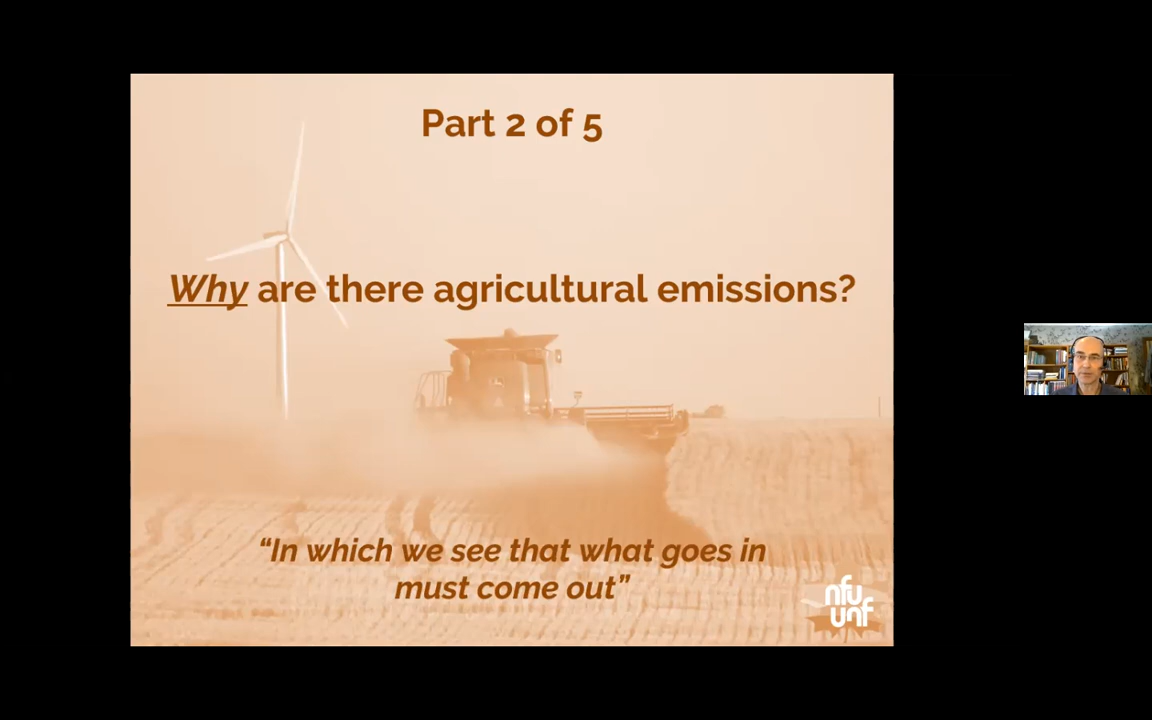 Part 2 of 5
Why are there agricultural emissions?
“In which we see that what goes in
must come out”
nfu
unf